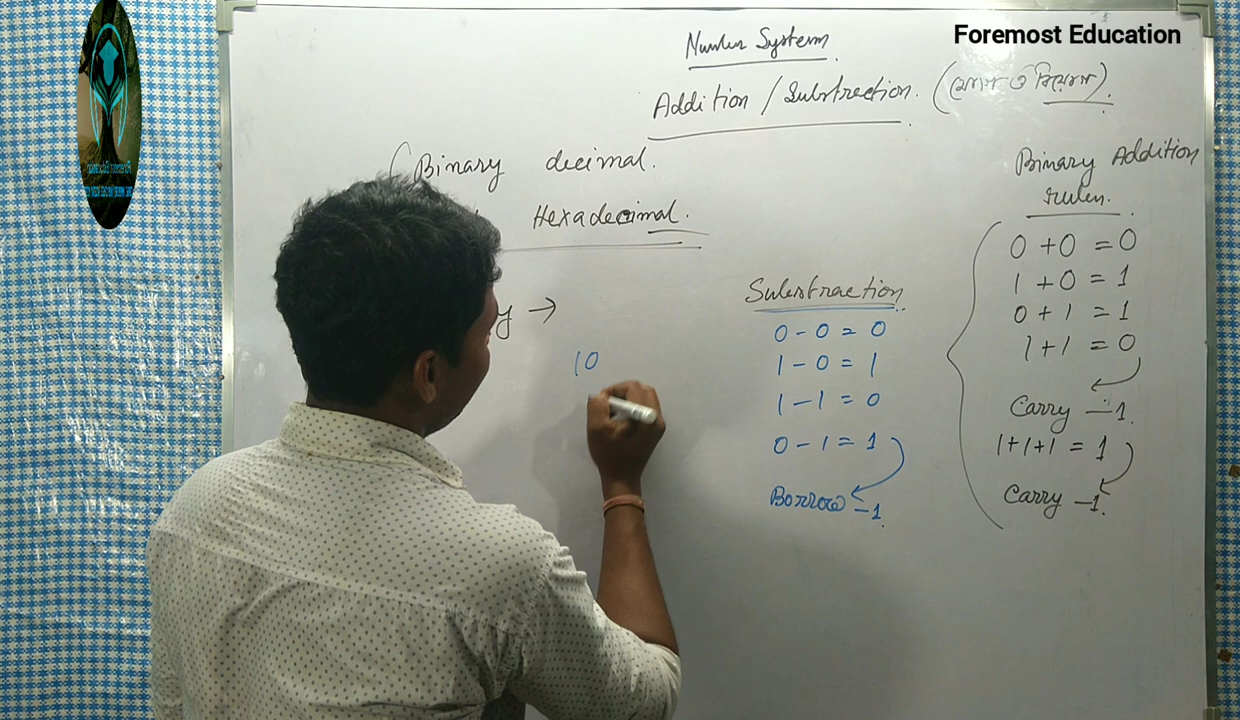 Foremost Education
Number System
Addition / Substraction. (যোগ ও বিয়োগ).
Binary decimal.
Hexadecimal.
y →
10
Substraction
0 - 0 = 0
1 - 0 = 1
1 - 1 = 0
0 - 1 = 1
Borrow - 1.
Binary Addition
rules.
0 + 0 = 0
1 + 0 = 1
0 + 1 = 1
1 + 1 = 0
Carry - 1.
1+1+1 = 1
Carry - 1.